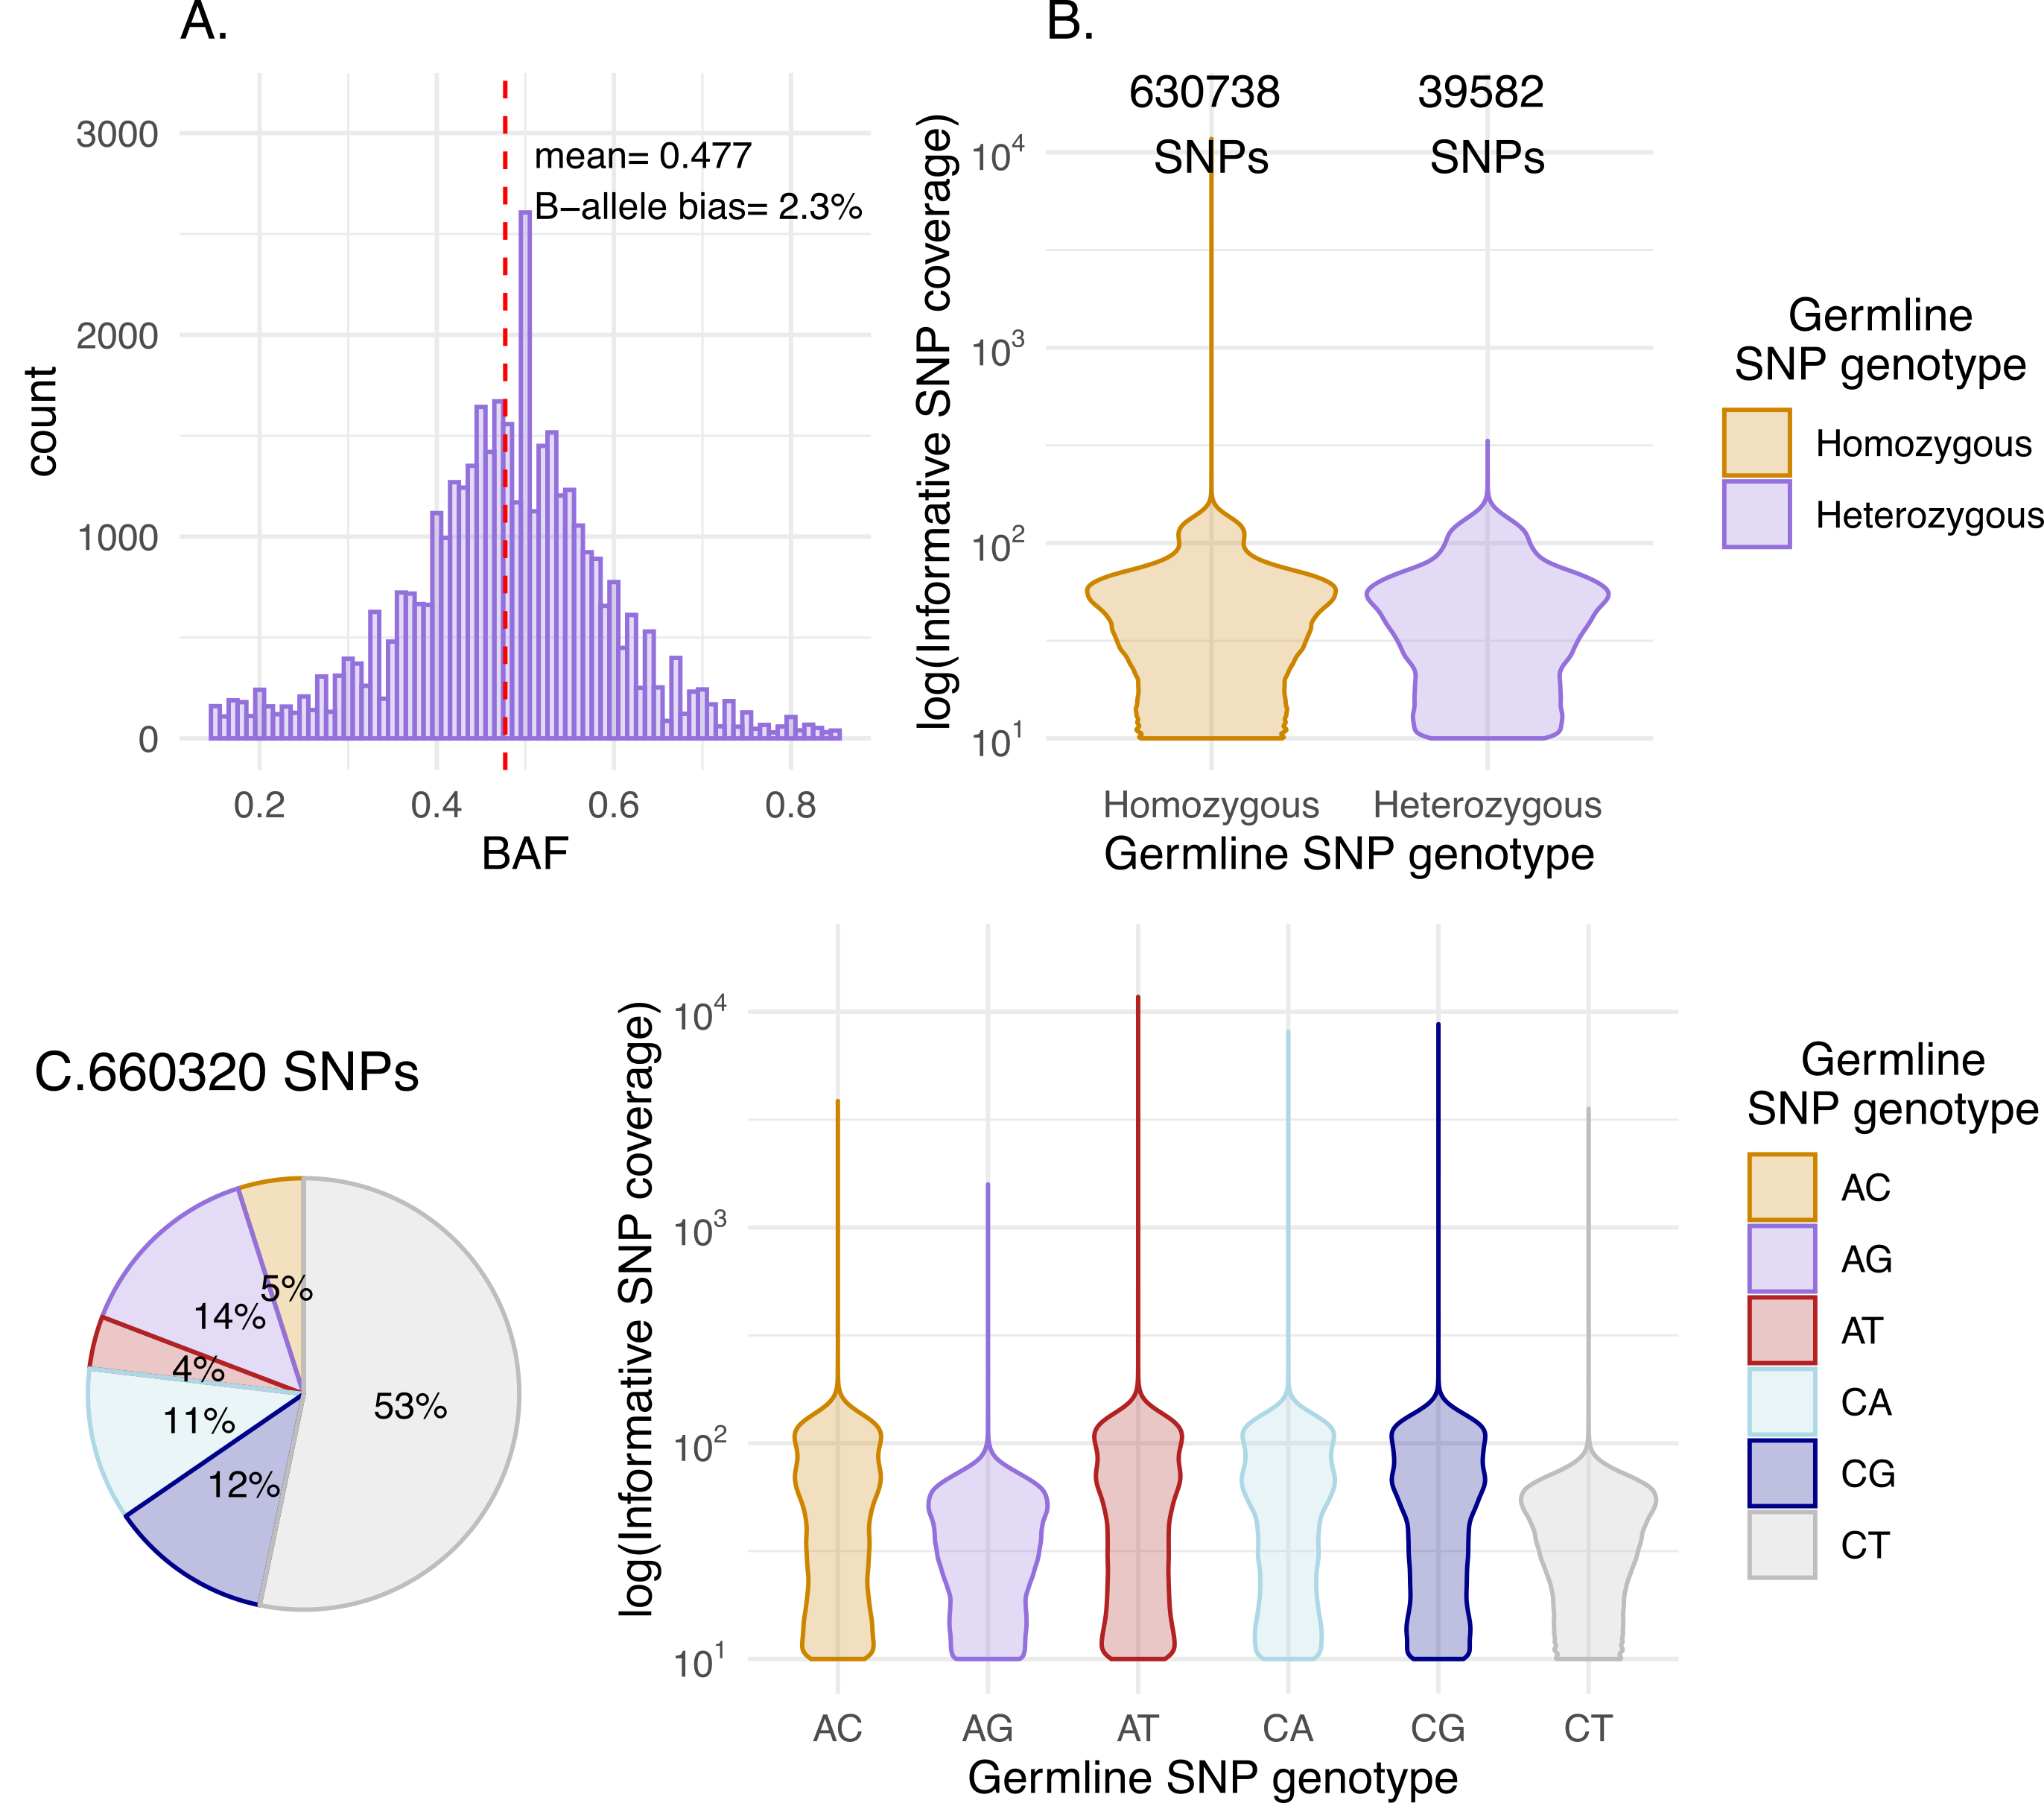 A.
3000
2000
1000
0
count
mean= 0.477
B−allele bias= 2.3%
0.2 0.4 0.6 0.8
BAF
B.
630738 39582
SNPs SNPs
10^4
10^3
10^2
10^1
log(Informative SNP coverage)
Homozygous Heterozygous
Germline SNP genotype
Germline
SNP genotype
Homozygous
Heterozygous
C.660320 SNPs
5%
14%
4%
11%
12%
53%
10^4
10^3
10^2
10^1
log(Informative SNP coverage)
AC AG AT CA CG CT
Germline SNP genotype
Germline
SNP genotype
AC
AG
AT
CA
CG
CT